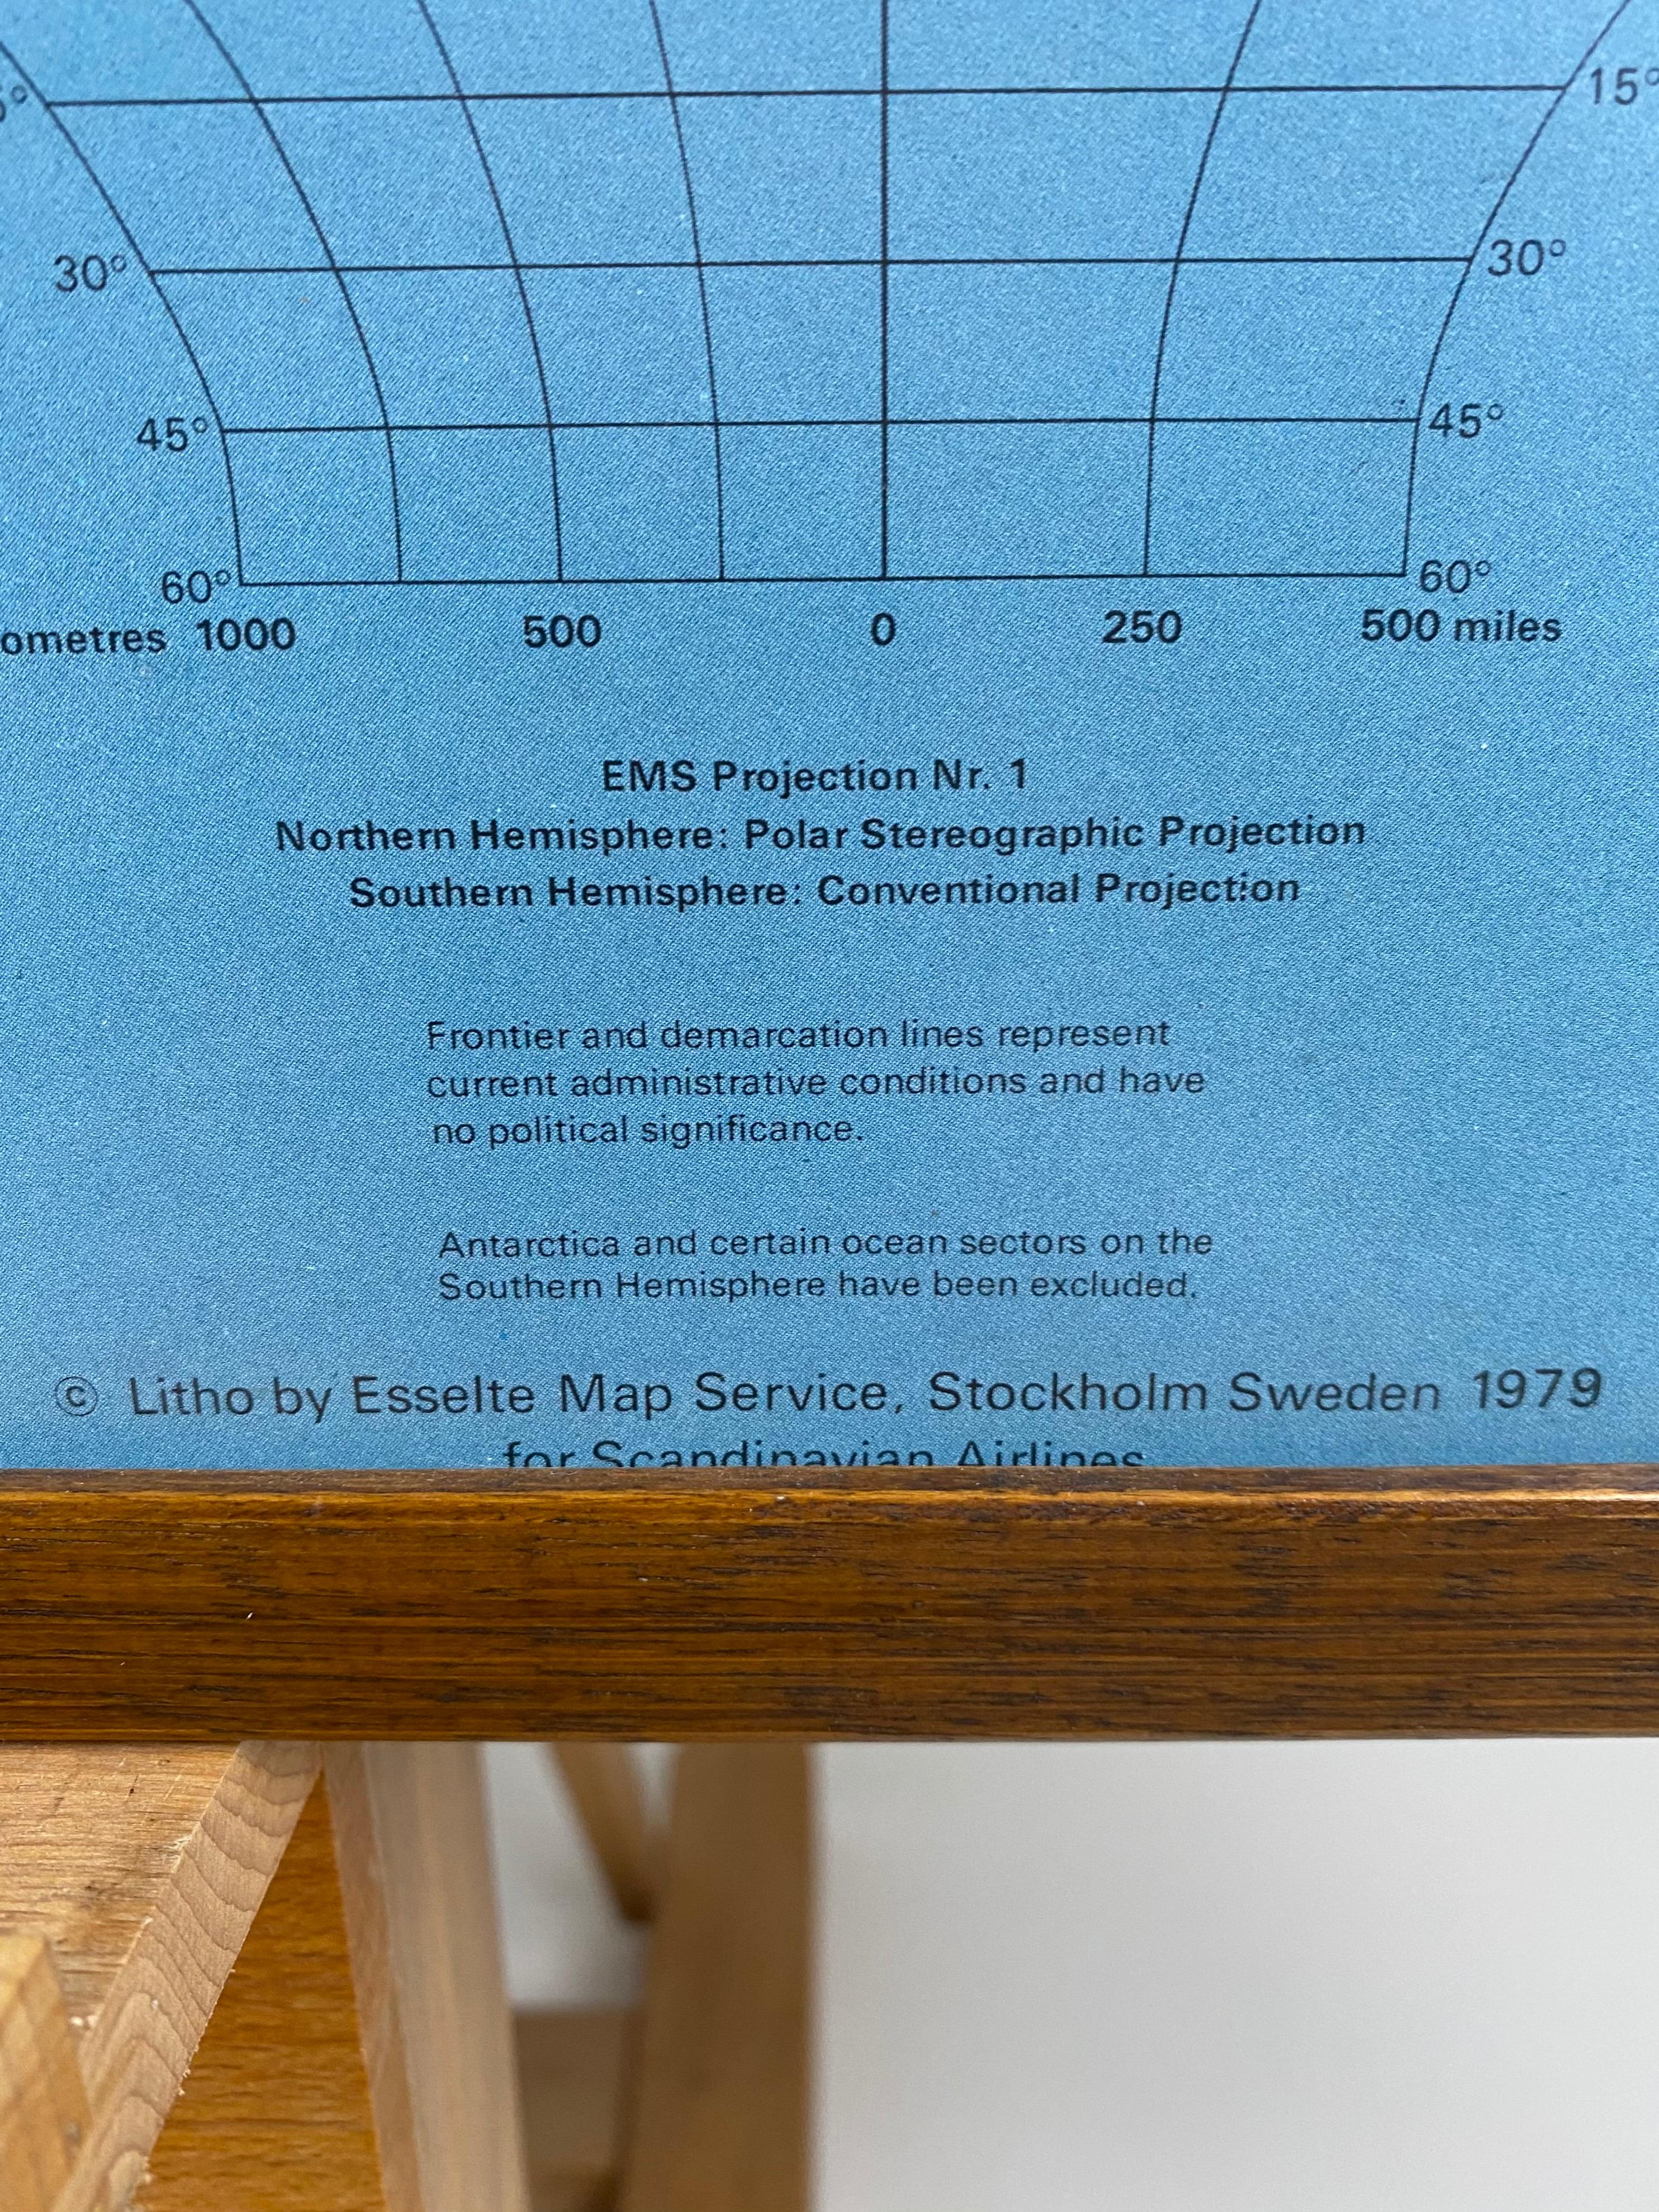 15°
30° 30°
45° 45°
60° 60°
1000 500 0 250 500 miles
EMS Projection Nr. 1
Northern Hemisphere: Polar Stereographic Projection
Southern Hemisphere: Conventional Projection
Frontier and demarcation lines represent
current administrative conditions and have
no political significance.
Antarctica and certain ocean sectors on the
Southern Hemisphere have been excluded.
© Litho by Esselte Map Service, Stockholm Sweden 1979
for Scandinavian Airlines